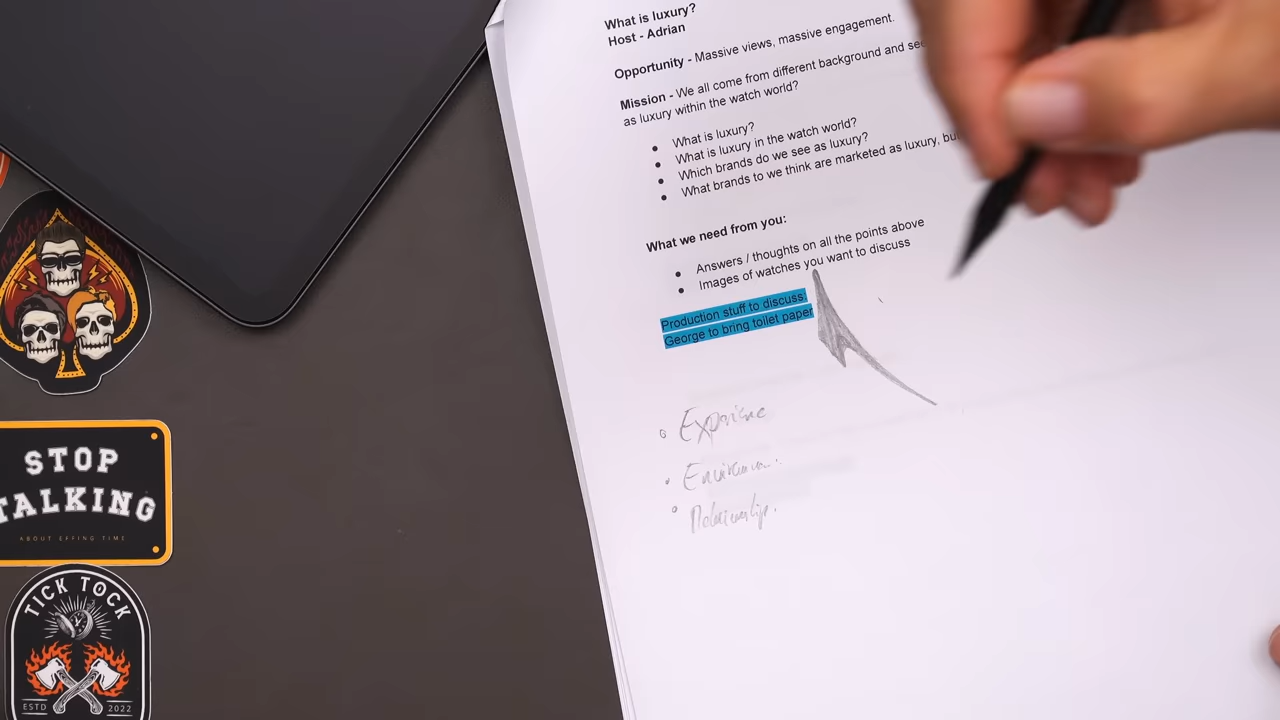 What is luxury?
Host - Adrian
Opportunity - Massive views, massive engagement.
Mission - We all come from different background and see
as luxury within the watch world?
What is luxury?
What is luxury in the watch world?
Which brands do we see as luxury?
What brands to we think are marketed as luxury, bu
What we need from you:
Answers / thoughts on all the points above
Images of watches you want to discuss
Production stuff to discuss:
George to bring toilet paper
Experience
Relationship.
STOP
TALKING
ABOUT EFFING TIME
TICK TOCK
ESTD 2022